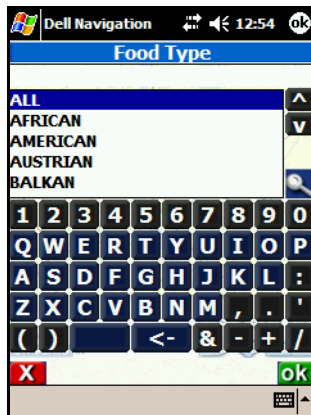 Dell Navigation 12:54 ok
Food Type
ALL
AFRICAN
AMERICAN
AUSTRIAN
BALKAN
^
v
1 2 3 4 5 6 7 8 9 0
Q W E R T Y U I O P
A S D F G H J K L :
Z X C V B N M , . '
( ) <- & - + /
X ok